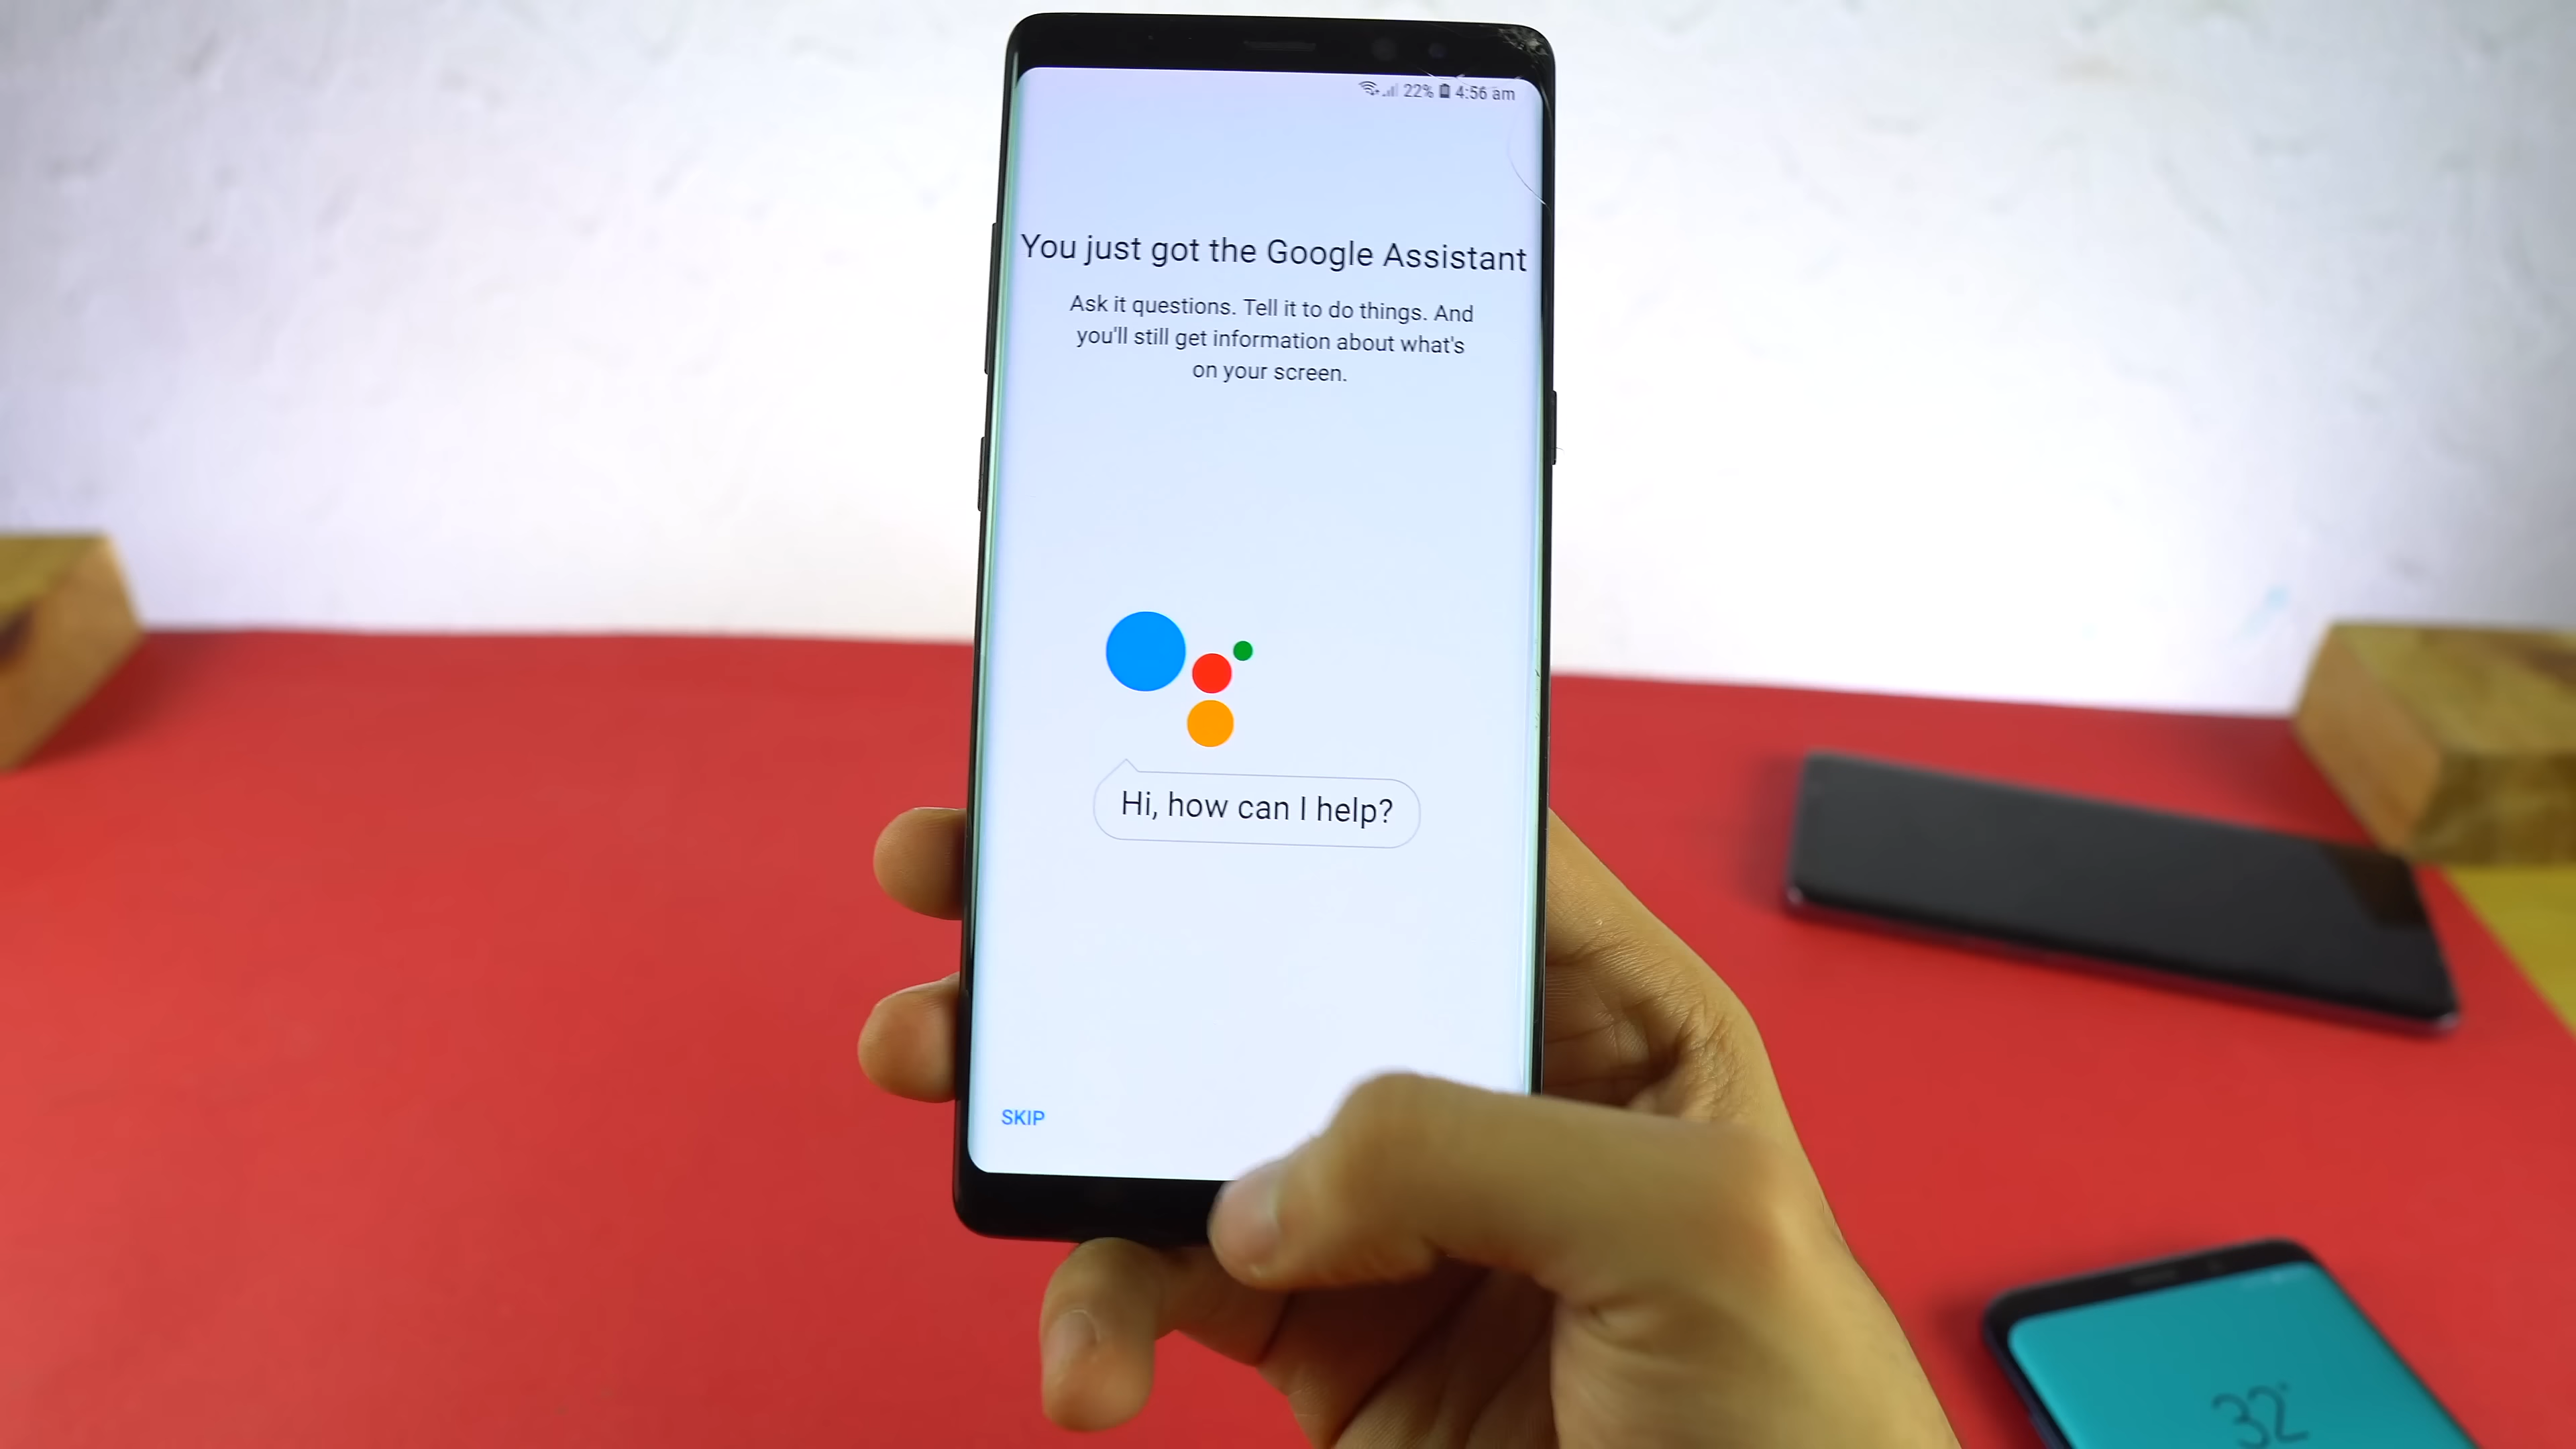 22% 4:56 am
You just got the Google Assistant
Ask it questions. Tell it to do things. And
you'll still get information about what's
on your screen.
Hi, how can I help?
SKIP
32°